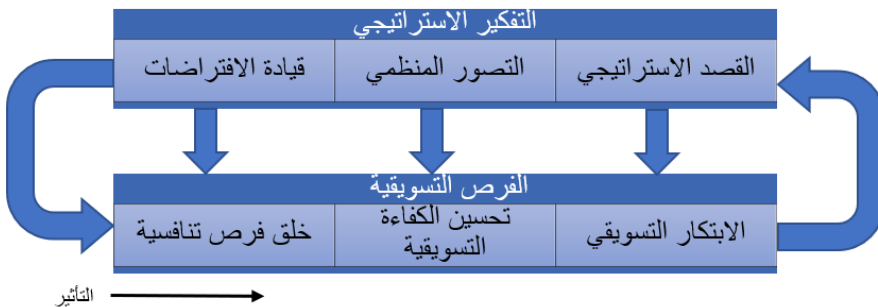 التفكير الاستراتيجي
القصد الاستراتيجي
التصور المنظمي
قيادة الافتراضات
الفرص التسويقية
الابتكار التسويقي
تحسين الكفاءة
التسويقية
خلق فرص تنافسية
التأثير